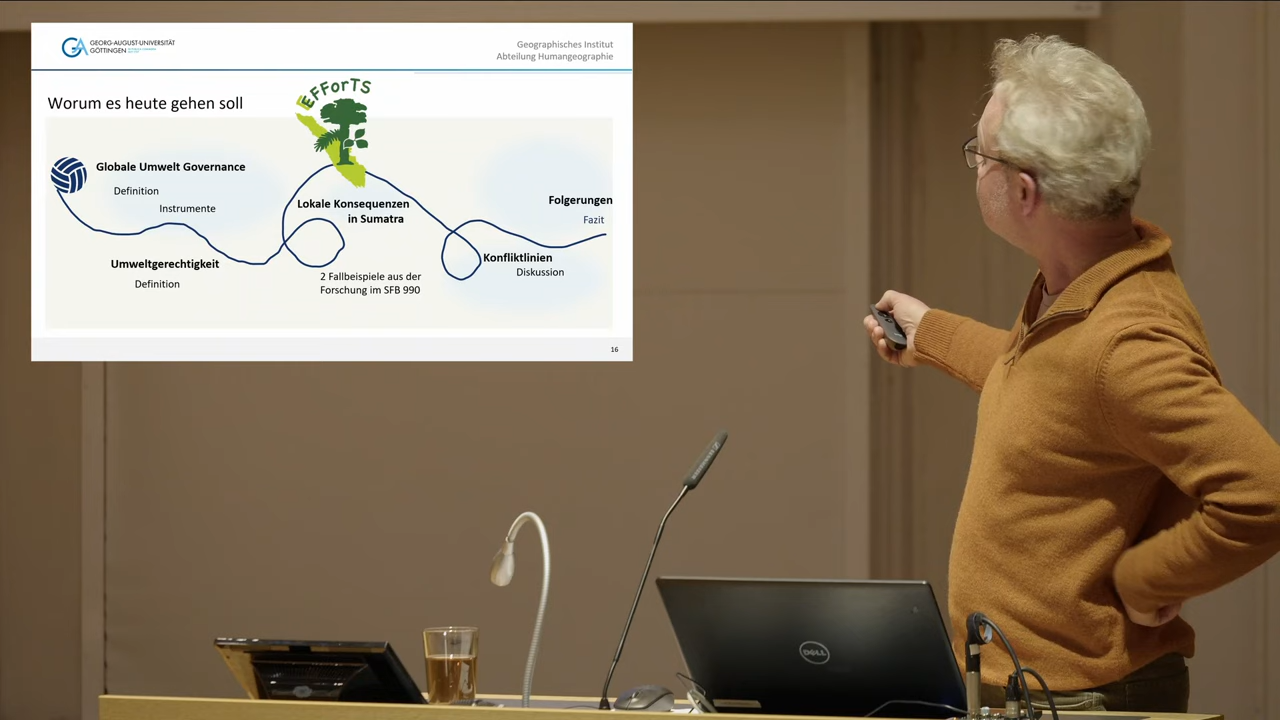 GEORG-AUGUST-UNIVERSITÄT
GÖTTINGEN
Geographisches Institut
Abteilung Humangeographie
EFForTS
Worum es heute gehen soll
Globale Umwelt Governance
Definition
Instrumente
Umweltgerechtigkeit
Definition
Lokale Konsequenzen
in Sumatra
2 Fallbeispiele aus der
Forschung im SFB 990
Konfliktlinien
Diskussion
Folgerungen
Fazit
16
DELL